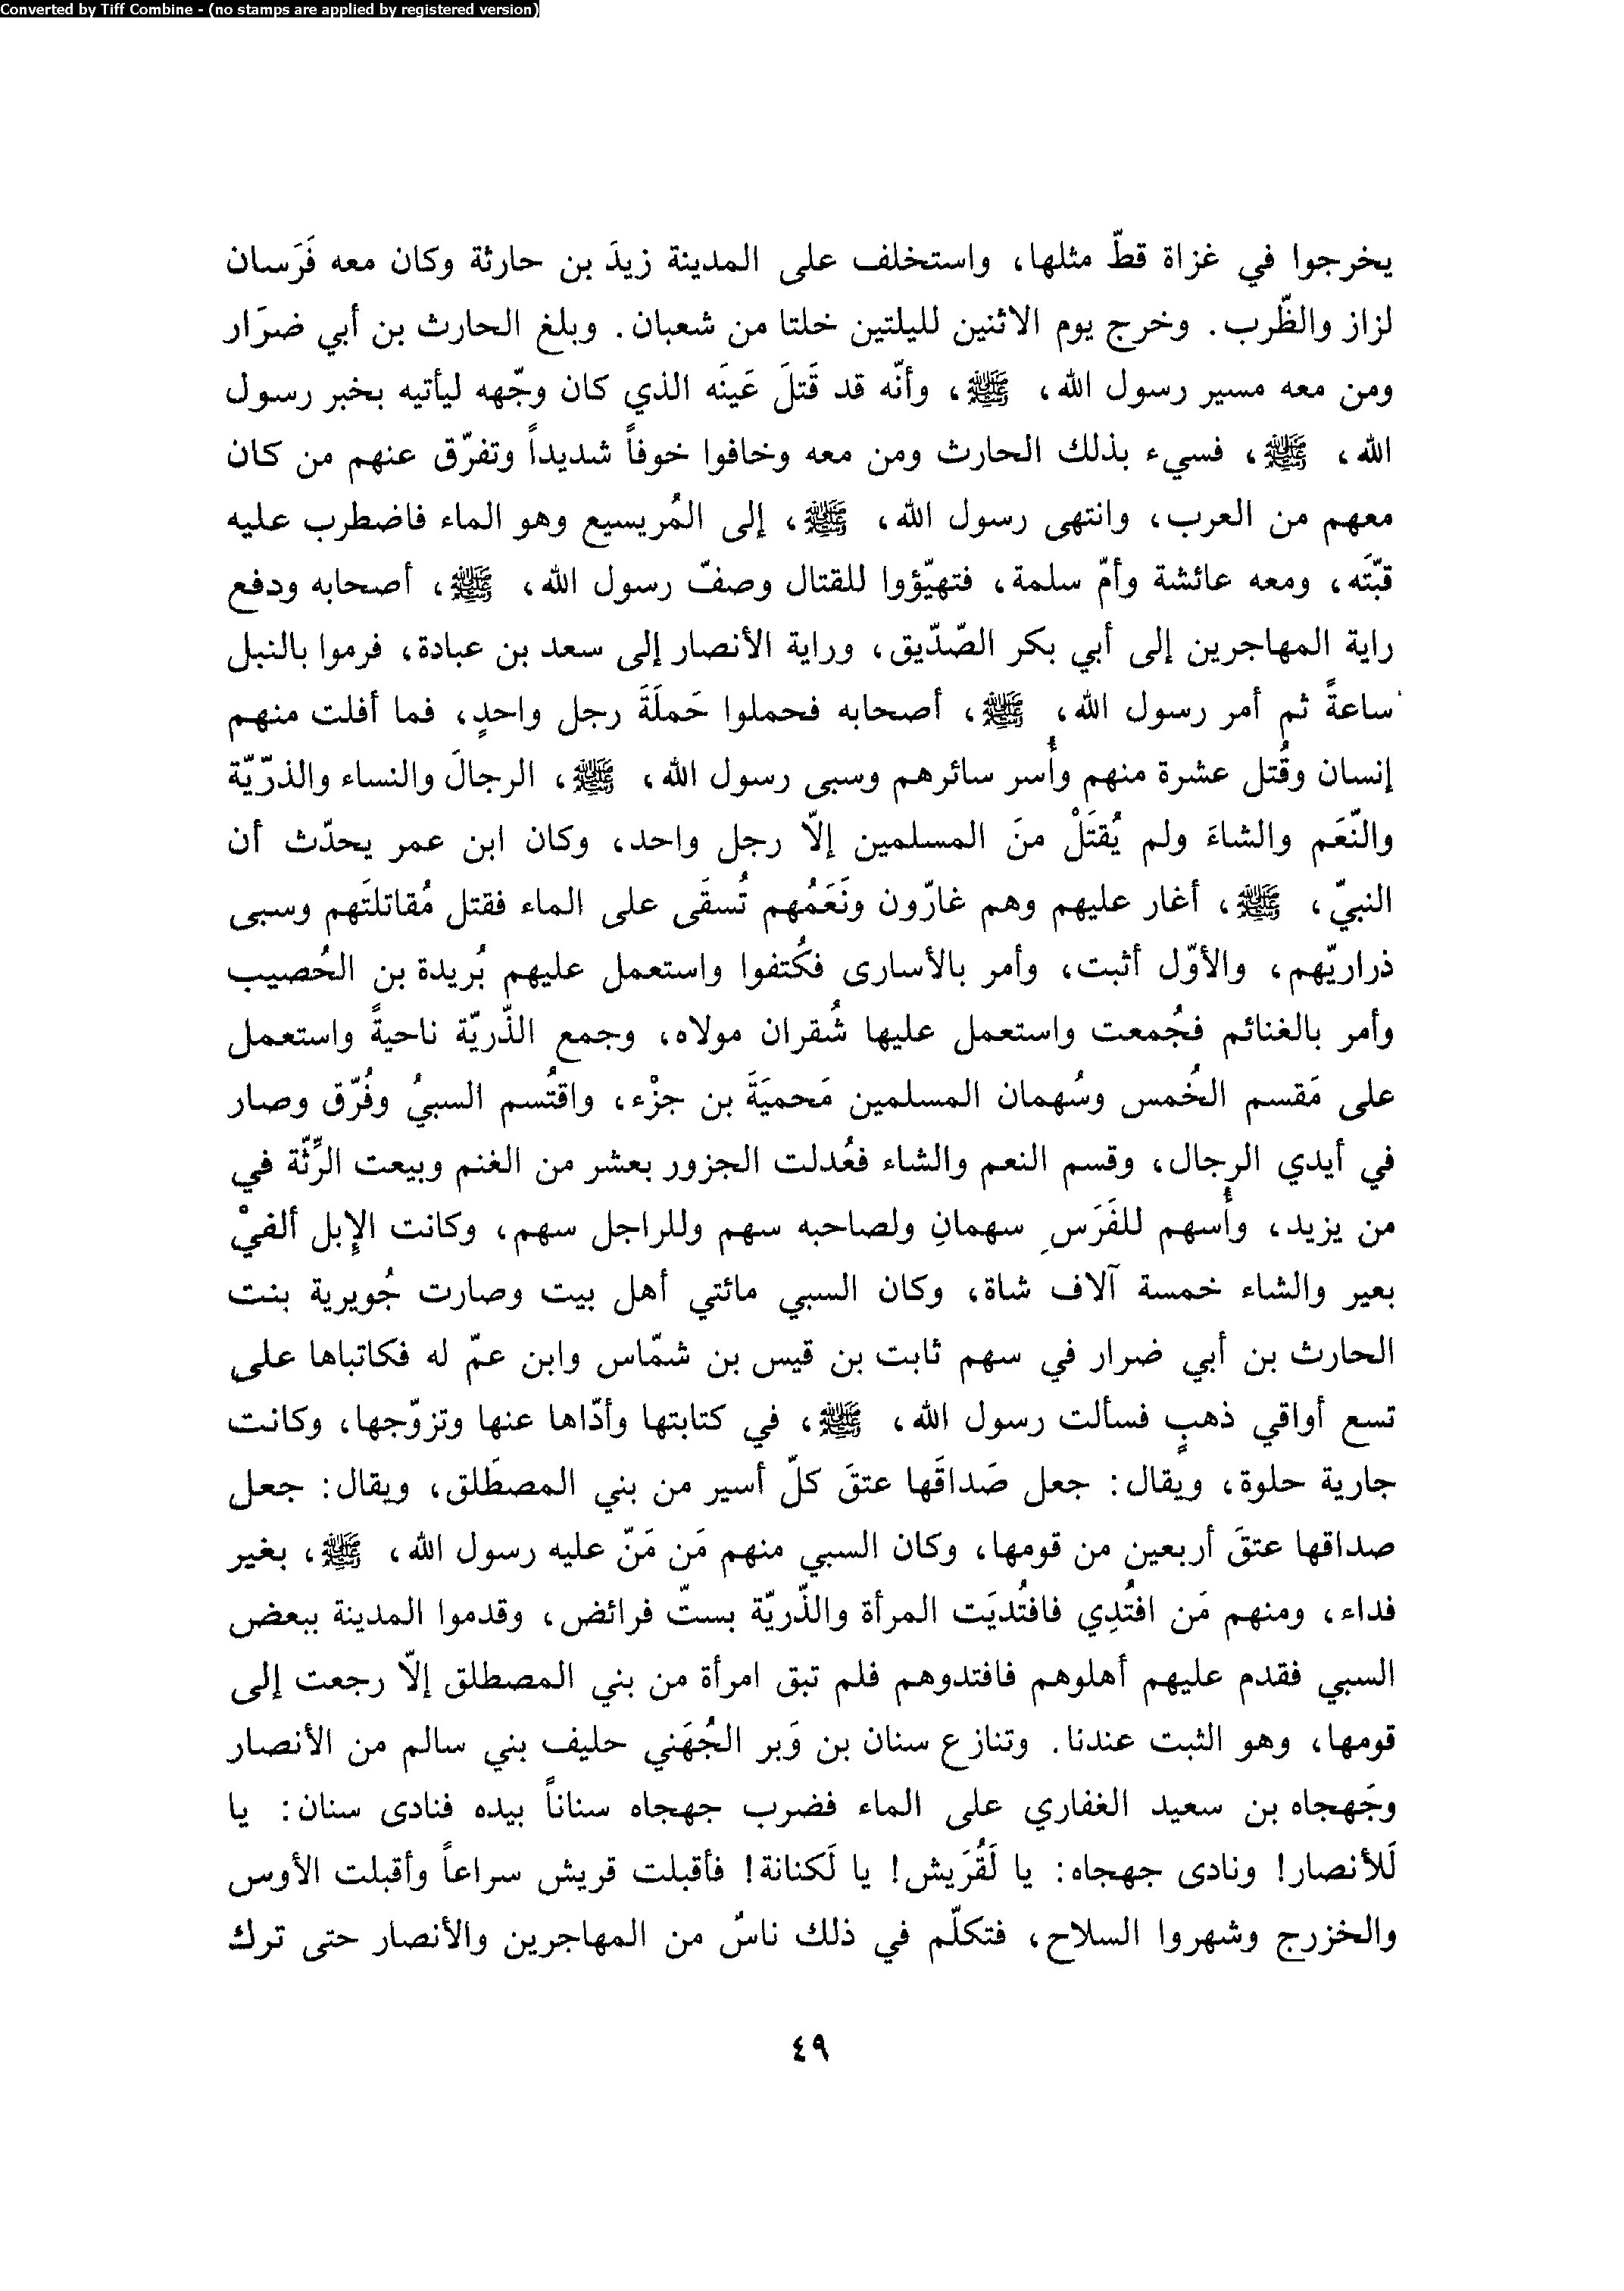 Converted by Tiff Combine - (no stamps are applied by registered version)
يخرجوا في غزاة قطّ مثلها، واستخلف على المدينة زيدَ بن حارثة وكان معه فَرَسان
لزاز والظّرب. وخرج يوم الاثنين لليلتين خلتا من شعبان. وبلغ الحارث بن أبي ضرَار
ومن معه مسير رسول الله، ﷺ، وأنّه قد قَتلَ عَينَه الذي كان وجّهه ليأتيه بخبر رسول
الله، ﷺ، فسيء بذلك الحارث ومن معه وخافوا خوفاً شديداً وتفرّق عنهم من كان
معهم من العرب، وانتهى رسول الله، ﷺ، إلى المُريسيع وهو الماء فاضطرب عليه
قبّتَه، ومعه عائشة وأمّ سلمة، فتهيّؤوا للقتال وصفّ رسول الله، ﷺ، أصحابه ودفع
راية المهاجرين إلى أبي بكر الصّدّيق، وراية الأنصار إلى سعد بن عبادة، فرموا بالنبل
ساعةً ثم أمر رسول الله، ﷺ، أصحابه فحملوا حَملَةَ رجل واحدٍ، فما أفلت منهم
إنسان وقُتل عشرة منهم وأُسر سائرهم وسبى رسول الله، ﷺ، الرجالَ والنساء والذرّيّة
والنّعَم والشاءَ ولم يُقتَلْ منَ المسلمين إلاّ رجل واحد، وكان ابن عمر يحدّث أن
النبيّ، ﷺ، أغار عليهم وهم غارّون ونَعَمُهم تُسقَى على الماء فقتل مُقاتلتَهم وسبى
ذراريّهم، والأوّل أثبت، وأمر بالأسارى فكُتفوا واستعمل عليهم بُريدة بن الحُصيب
وأمر بالغنائم فجُمعت واستعمل عليها شُقران مولاه، وجمع الذّريّة ناحيةً واستعمل
على مَقسم الخُمس وسُهمان المسلمين مَحميَةَ بن جزْء، واقتُسم السبيُ وفُرّق وصار
في أيدي الرجال، وقسم النعم والشاء فعُدلت الجزور بعشر من الغنم وبيعت الرِّثّة في
من يزيد، وأُسهم للفَرَسِ سهمانِ ولصاحبه سهم وللراجل سهم، وكانت الإبل ألفيْ
بعير والشاء خمسة آلاف شاة، وكان السبي مائتي أهل بيت وصارت جُويرية بنت
الحارث بن أبي ضرار في سهم ثابت بن قيس بن شمّاس وابن عمّ له فكاتباها على
تسع أواقي ذهبٍ فسألت رسول الله، ﷺ، في كتابتها وأدّاها عنها وتزوّجها، وكانت
جارية حلوة، ويقال: جعل صَداقَها عتقَ كلّ أسير من بني المصطَلق، ويقال: جعل
صداقها عتقَ أربعين من قومها، وكان السبي منهم مَن مَنّ عليه رسول الله، ﷺ، بغير
فداء، ومنهم مَن افتُدِي فافتُديَت المرأة والذّريّة بستّ فرائض، وقدموا المدينة ببعض
السبي فقدم عليهم أهلوهم فافتدوهم فلم تبق امرأة من بني المصطلق إلاّ رجعت إلى
قومها، وهو الثبت عندنا. وتنازع سنان بن وَبر الجُهَني حليف بني سالم من الأنصار
وجَهجاه بن سعيد الغفاري على الماء فضرب جهجاه سناناً بيده فنادى سنان: يا
لَلأنصار! ونادى جهجاه: يا لَقُرَيش! يا لَكنانة! فأقبلت قريش سراعاً وأقبلت الأوس
والخزرج وشهروا السلاح، فتكلّم في ذلك ناسٌ من المهاجرين والأنصار حتى ترك
٤٩